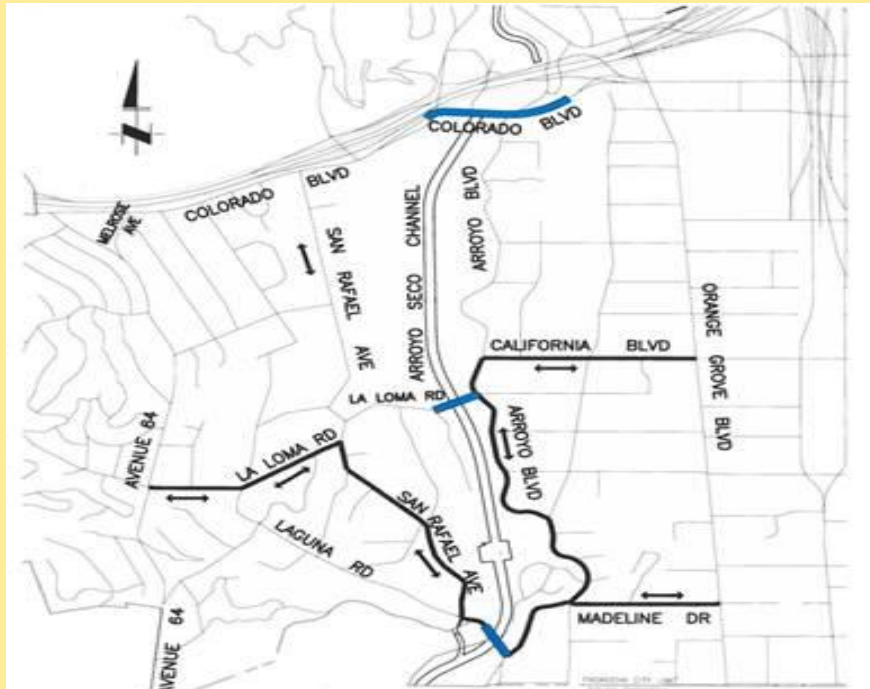 COLORADO BLVD
COLORADO BLVD
MELROSE AVE
SAN RAFAEL AVE
ARROYO SECO CHANNEL
ARROYO BLVD
ORANGE GROVE BLVD
CALIFORNIA BLVD
LA LOMA RD
ARROYO BLVD
AVENUE 64
LA LOMA RD
SAN RAFAEL AVE
LAGUNA RD
MADELINE DR
AVENUE 64